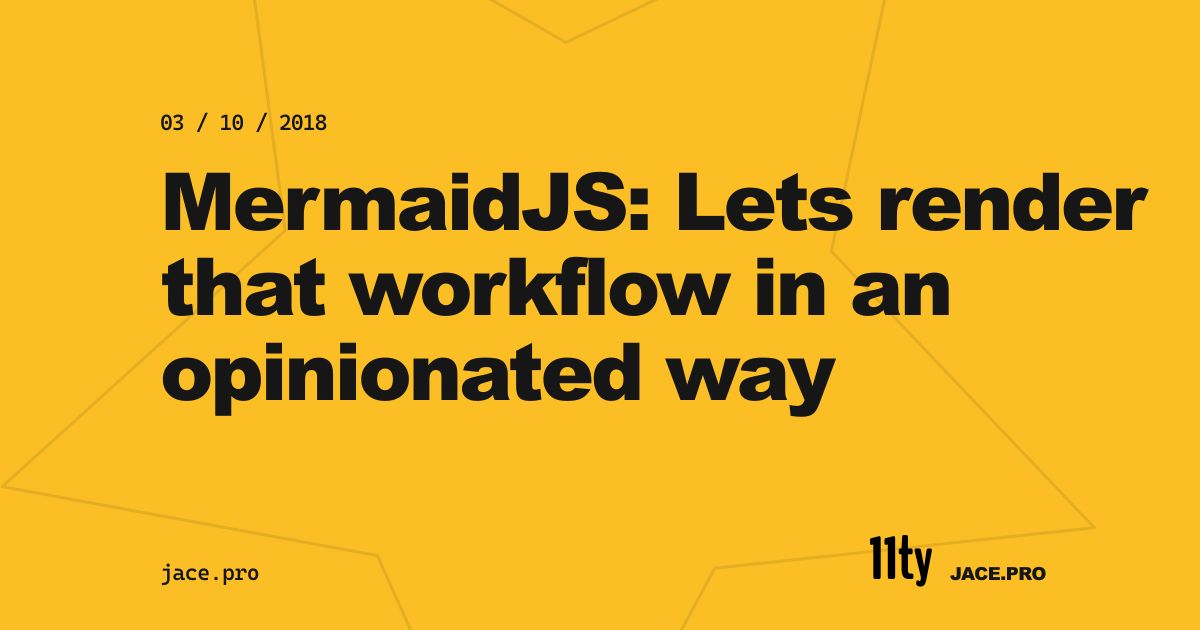 03 / 10 / 2018
MermaidJS: Lets render
that workflow in an
opinionated way
jace.pro
11ty JACE.PRO